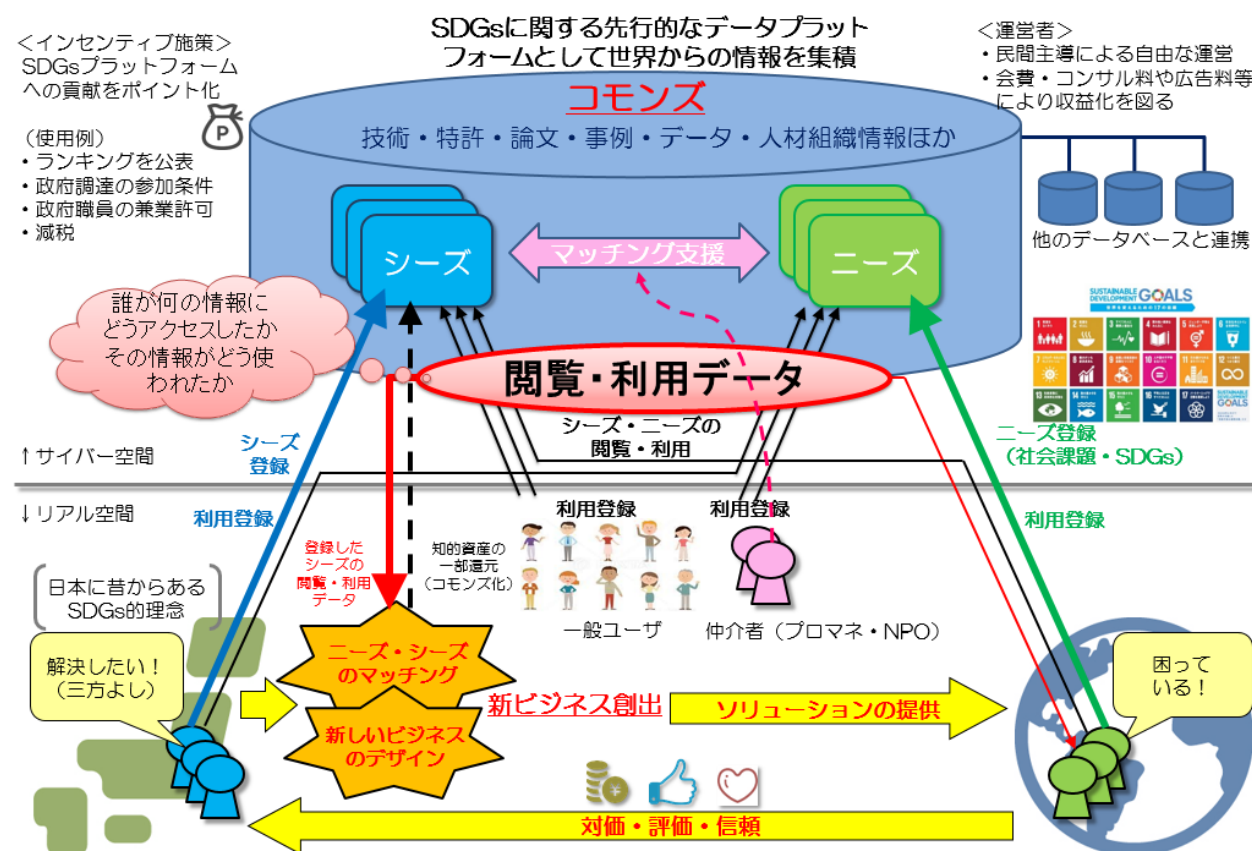 SDGsに関する先行的なデータプラット
フォームとして世界からの情報を集積
＜インセンティブ施策＞
SDGsプラットフォーム
への貢献をポイント化
（使用例）
・ランキングを公表
・政府調達の参加条件
・政府職員の兼業許可
・減税
P
＜運営者＞
・民間主導による自由な運営
・会費・コンサル料や広告料等
により収益化を図る
コモンズ
技術・特許・論文・事例・データ・人材組織情報ほか
シーズ
マッチング支援
ニーズ
他のデータベースと連携
SUSTAINABLE
DEVELOPMENT GOALS
誰が何の情報に
どうアクセスしたか
その情報がどう使
われたか
閲覧・利用データ
シーズ・ニーズの
閲覧・利用
シーズ
登録
ニーズ登録
（社会課題・SDGs）
↑サイバー空間
↓リアル空間
利用登録
利用登録
利用登録
利用登録
登録した
シーズの
閲覧・利用
データ
知的資産の
一部還元
（コモンズ化）
一般ユーザ
仲介者（プロマネ・NPO）
日本に昔からある
SDGs的理念
解決したい！
（三方よし）
ニーズ・シーズ
のマッチング
新しいビジネス
のデザイン
新ビジネス創出
ソリューションの提供
困って
いる！
対価・評価・信頼